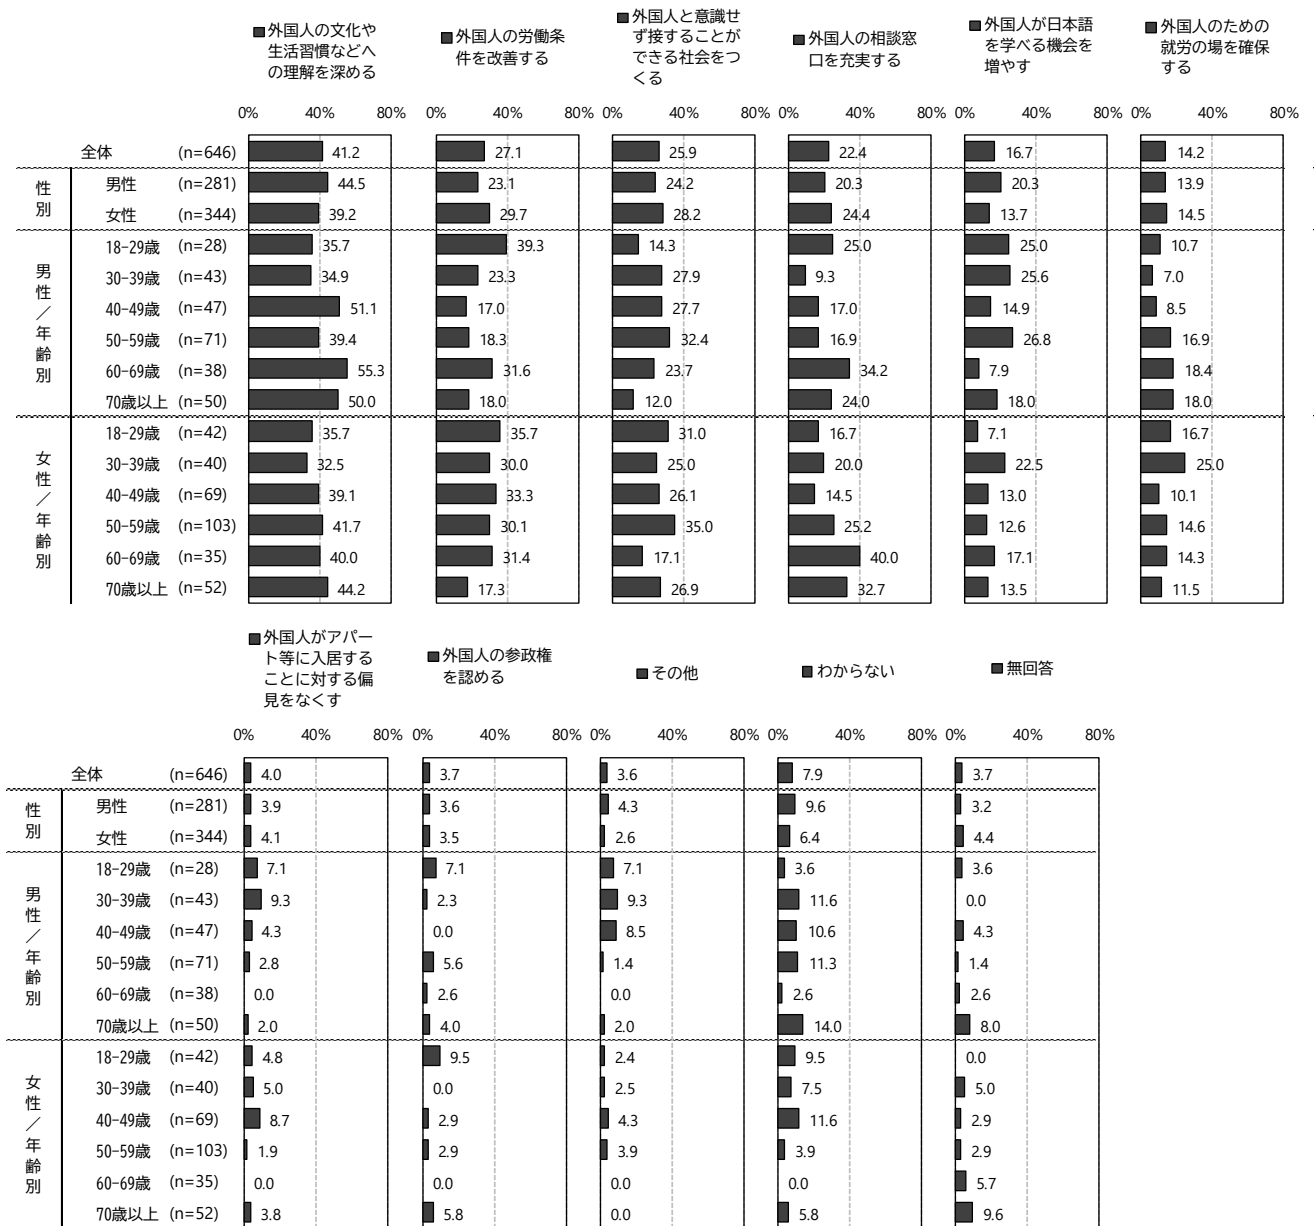 ■外国人の文化や
生活習慣などへ
の理解を深める
■外国人の労働条
件を改善する
■外国人と意識せ
ず接することが
できる社会をつ
くる
■外国人の相談窓
口を充実する
■外国人が日本語
を学べる機会を
増やす
■外国人のための
就労の場を確保
する
0% 40% 80% 0% 40% 80% 0% 40% 80% 0% 40% 80% 0% 40% 80% 0% 40% 80%
全体 (n=646) 41.2 27.1 25.9 22.4 16.7 14.2
性別
男性 (n=281) 44.5 23.1 24.2 20.3 20.3 13.9
女性 (n=344) 39.2 29.7 28.2 24.4 13.7 14.5
男性／年齢別
18-29歳 (n=28) 35.7 39.3 14.3 25.0 25.0 10.7
30-39歳 (n=43) 34.9 23.3 27.9 9.3 25.6 7.0
40-49歳 (n=47) 51.1 17.0 27.7 17.0 14.9 8.5
50-59歳 (n=71) 39.4 18.3 32.4 16.9 26.8 16.9
60-69歳 (n=38) 55.3 31.6 23.7 34.2 7.9 18.4
70歳以上 (n=50) 50.0 18.0 12.0 24.0 18.0 18.0
女性／年齢別
18-29歳 (n=42) 35.7 35.7 31.0 16.7 7.1 16.7
30-39歳 (n=40) 32.5 30.0 25.0 20.0 22.5 25.0
40-49歳 (n=69) 39.1 33.3 26.1 14.5 13.0 10.1
50-59歳 (n=103) 41.7 30.1 35.0 25.2 12.6 14.6
60-69歳 (n=35) 40.0 31.4 17.1 40.0 17.1 14.3
70歳以上 (n=52) 44.2 17.3 26.9 32.7 13.5 11.5
■外国人がアパー
ト等に入居する
ことに対する偏
見をなくす
■外国人の参政権
を認める
■その他
■わからない
■無回答
0% 40% 80% 0% 40% 80% 0% 40% 80% 0% 40% 80% 0% 40% 80%
全体 (n=646) 4.0 3.7 3.6 7.9 3.7
性別
男性 (n=281) 3.9 3.6 4.3 9.6 3.2
女性 (n=344) 4.1 3.5 2.6 6.4 4.4
男性／年齢別
18-29歳 (n=28) 7.1 7.1 7.1 3.6 3.6
30-39歳 (n=43) 9.3 2.3 9.3 11.6 0.0
40-49歳 (n=47) 4.3 0.0 8.5 10.6 4.3
50-59歳 (n=71) 2.8 5.6 1.4 11.3 1.4
60-69歳 (n=38) 0.0 2.6 0.0 2.6 2.6
70歳以上 (n=50) 2.0 4.0 2.0 14.0 8.0
女性／年齢別
18-29歳 (n=42) 4.8 9.5 2.4 9.5 0.0
30-39歳 (n=40) 5.0 0.0 2.5 7.5 5.0
40-49歳 (n=69) 8.7 2.9 4.3 11.6 2.9
50-59歳 (n=103) 1.9 2.9 3.9 3.9 2.9
60-69歳 (n=35) 0.0 0.0 0.0 0.0 5.7
70歳以上 (n=52) 3.8 5.8 0.0 5.8 9.6